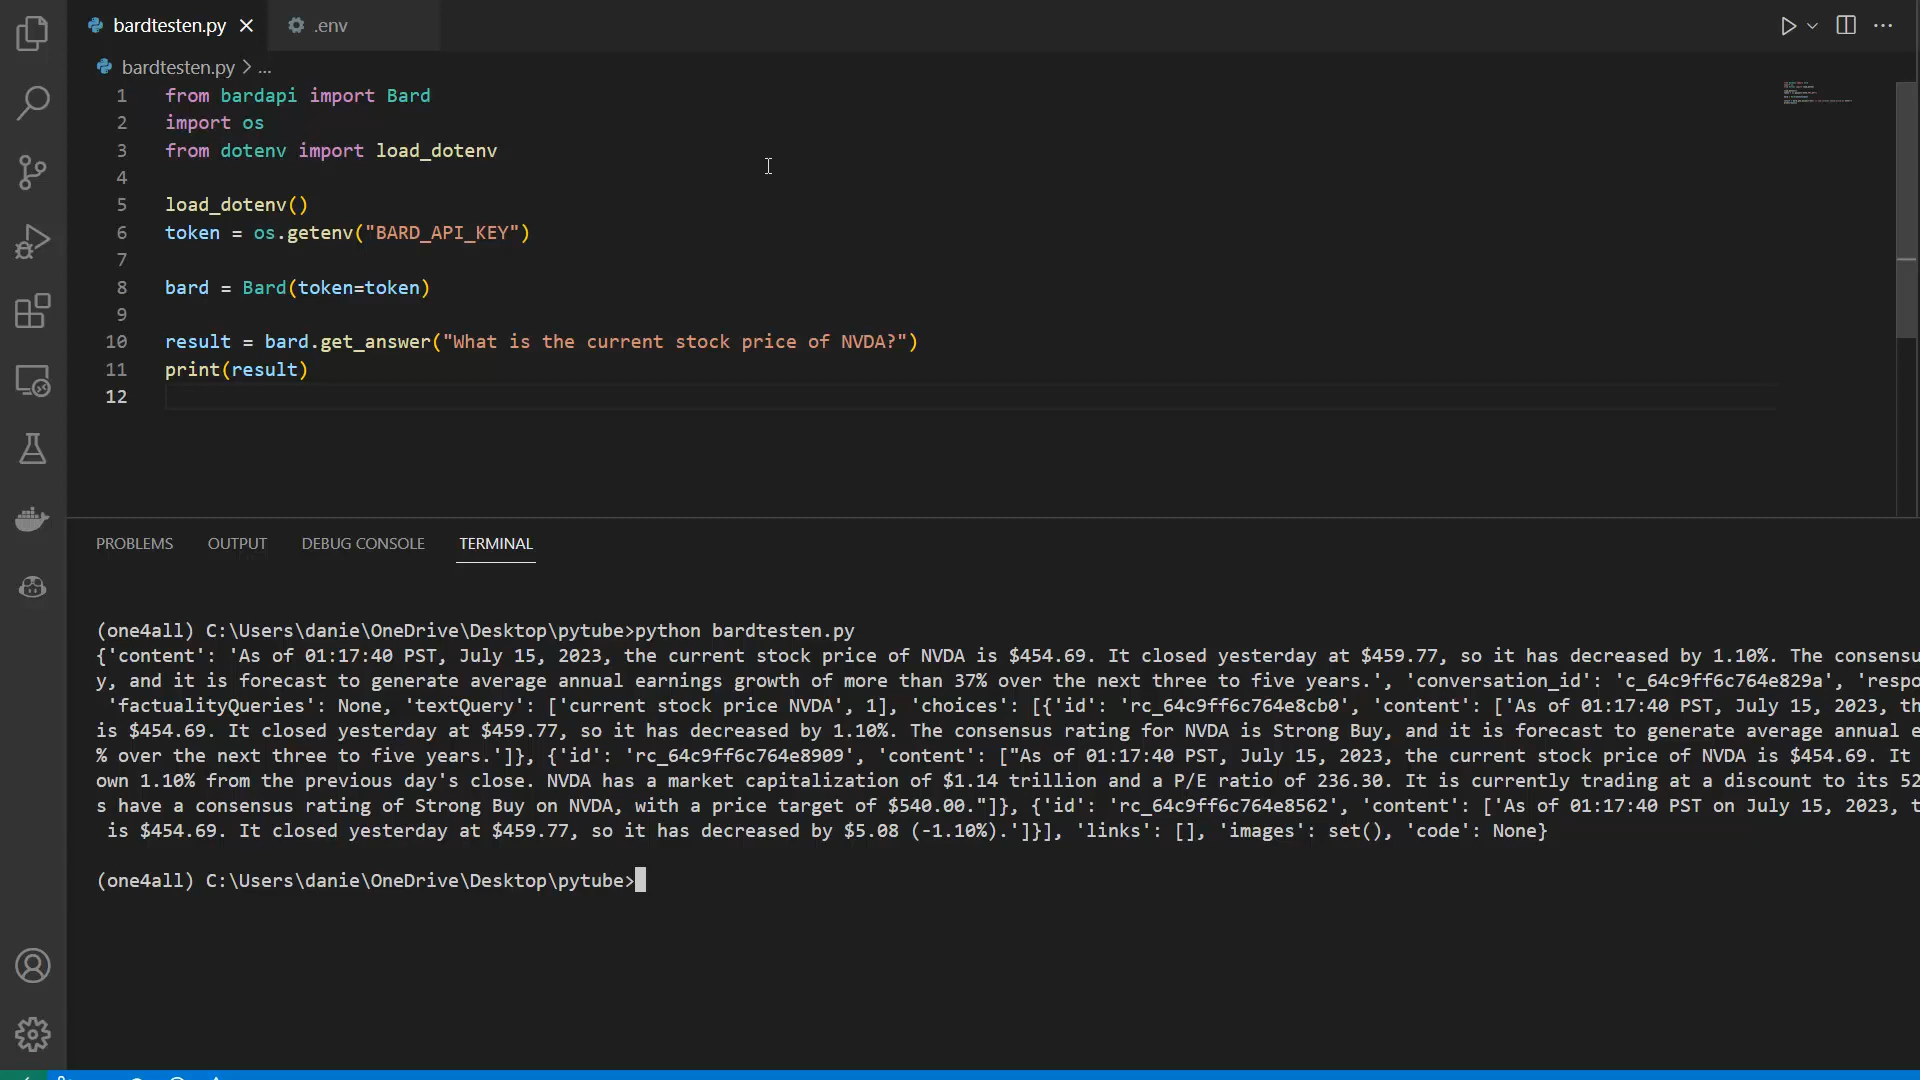 bardtesten.py
.env
bardtesten.py > ...
1 from bardapi import Bard
2 import os
3 from dotenv import load_dotenv
4
5 load_dotenv()
6 token = os.getenv("BARD_API_KEY")
7
8 bard = Bard(token=token)
9
10 result = bard.get_answer("What is the current stock price of NVDA?")
11 print(result)
12
PROBLEMS OUTPUT DEBUG CONSOLE TERMINAL
(one4all) C:\Users\danie\OneDrive\Desktop\pytube>python bardtesten.py
{'content': 'As of 01:17:40 PST, July 15, 2023, the current stock price of NVDA is $454.69. It closed yesterday at $459.77, so it has decreased by 1.10%. The consensu
y, and it is forecast to generate average annual earnings growth of more than 37% over the next three to five years.', 'conversation_id': 'c_64c9ff6c764e829a', 'respo
'factualityQueries': None, 'textQuery': ['current stock price NVDA', 1], 'choices': [{'id': 'rc_64c9ff6c764e8cb0', 'content': ['As of 01:17:40 PST, July 15, 2023, th
is $454.69. It closed yesterday at $459.77, so it has decreased by 1.10%. The consensus rating for NVDA is Strong Buy, and it is forecast to generate average annual e
% over the next three to five years.']}, {'id': 'rc_64c9ff6c764e8909', 'content': ["As of 01:17:40 PST, July 15, 2023, the current stock price of NVDA is $454.69. It
own 1.10% from the previous day's close. NVDA has a market capitalization of $1.14 trillion and a P/E ratio of 236.30. It is currently trading at a discount to its 52
s have a consensus rating of Strong Buy on NVDA, with a price target of $540.00."]}, {'id': 'rc_64c9ff6c764e8562', 'content': ['As of 01:17:40 PST on July 15, 2023, t
is $454.69. It closed yesterday at $459.77, so it has decreased by $5.08 (-1.10%).']}], 'links': [], 'images': set(), 'code': None}
(one4all) C:\Users\danie\OneDrive\Desktop\pytube>